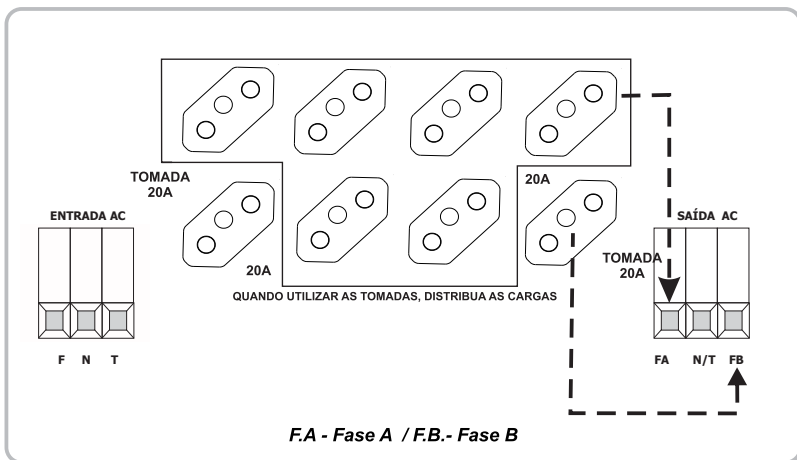 TOMADA
20A
20A
ENTRADA AC
SAÍDA AC
20A
TOMADA
20A
QUANDO UTILIZAR AS TOMADAS, DISTRIBUA AS CARGAS
F N T
FA N/T FB
F.A - Fase A / F.B.- Fase B